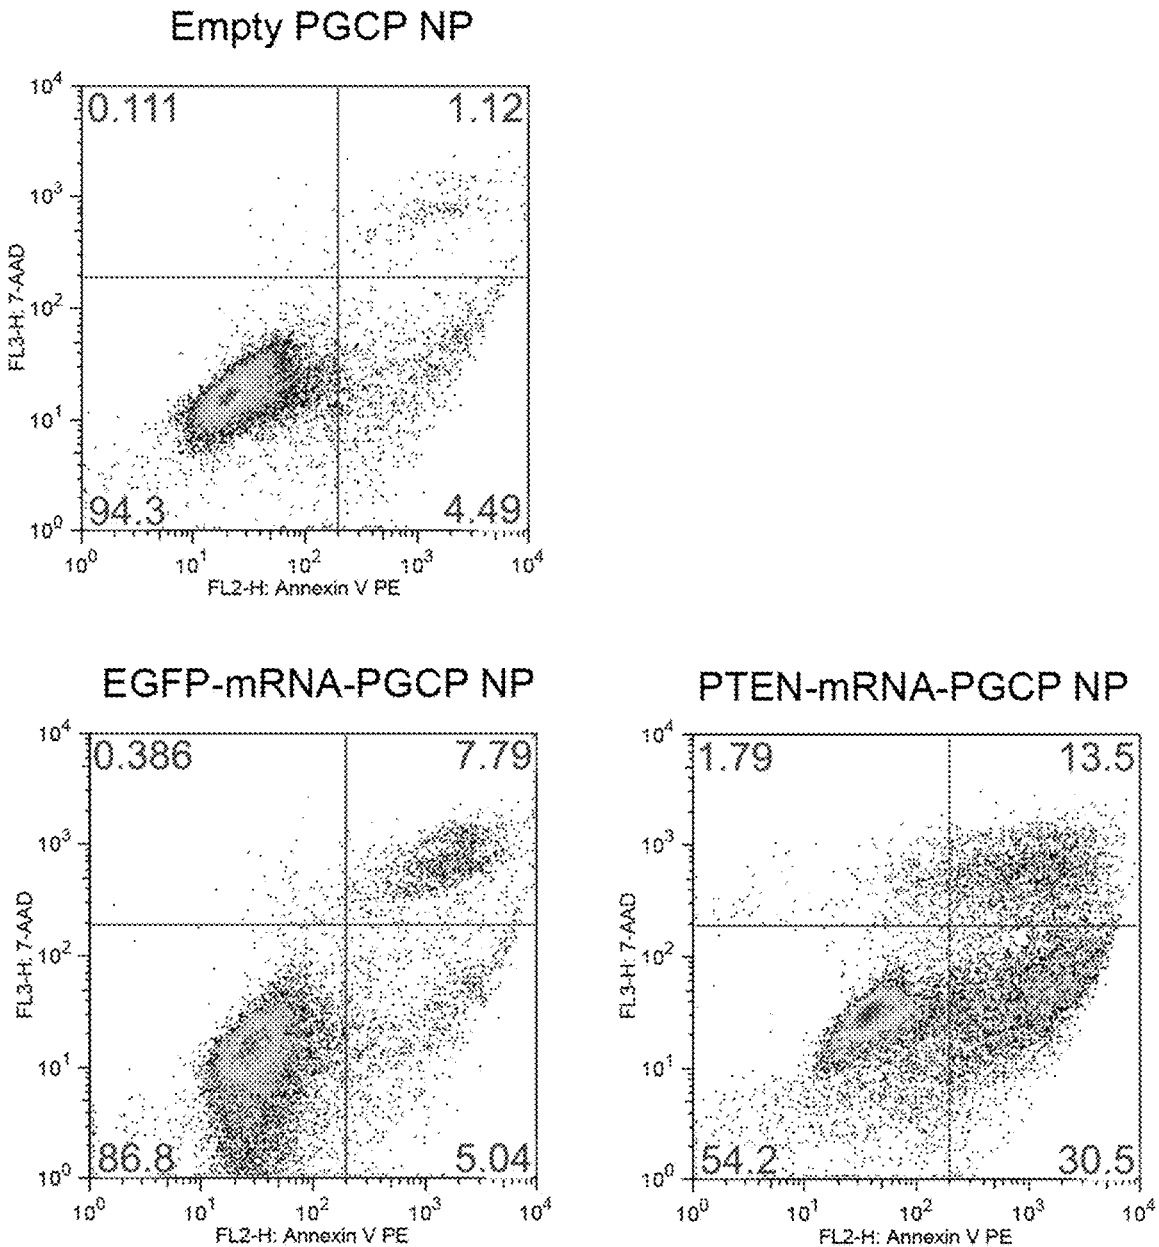 Empty PGCP NP
10^4
0.111 1.12
10^3
FL3-H: 7-AAD
10^2
10^1
94.3 4.49
10^0
10^0 10^1 10^2 10^3 10^4
FL2-H: Annexin V PE
EGFP-mRNA-PGCP NP
10^4
0.386 7.79
10^3
FL3-H: 7-AAD
10^2
10^1
86.8 5.04
10^0
10^0 10^1 10^2 10^3 10^4
FL2-H: Annexin V PE
PTEN-mRNA-PGCP NP
10^4
1.79 13.5
10^3
FL3-H: 7-AAD
10^2
10^1
54.2 30.5
10^0
10^0 10^1 10^2 10^3 10^4
FL2-H: Annexin V PE